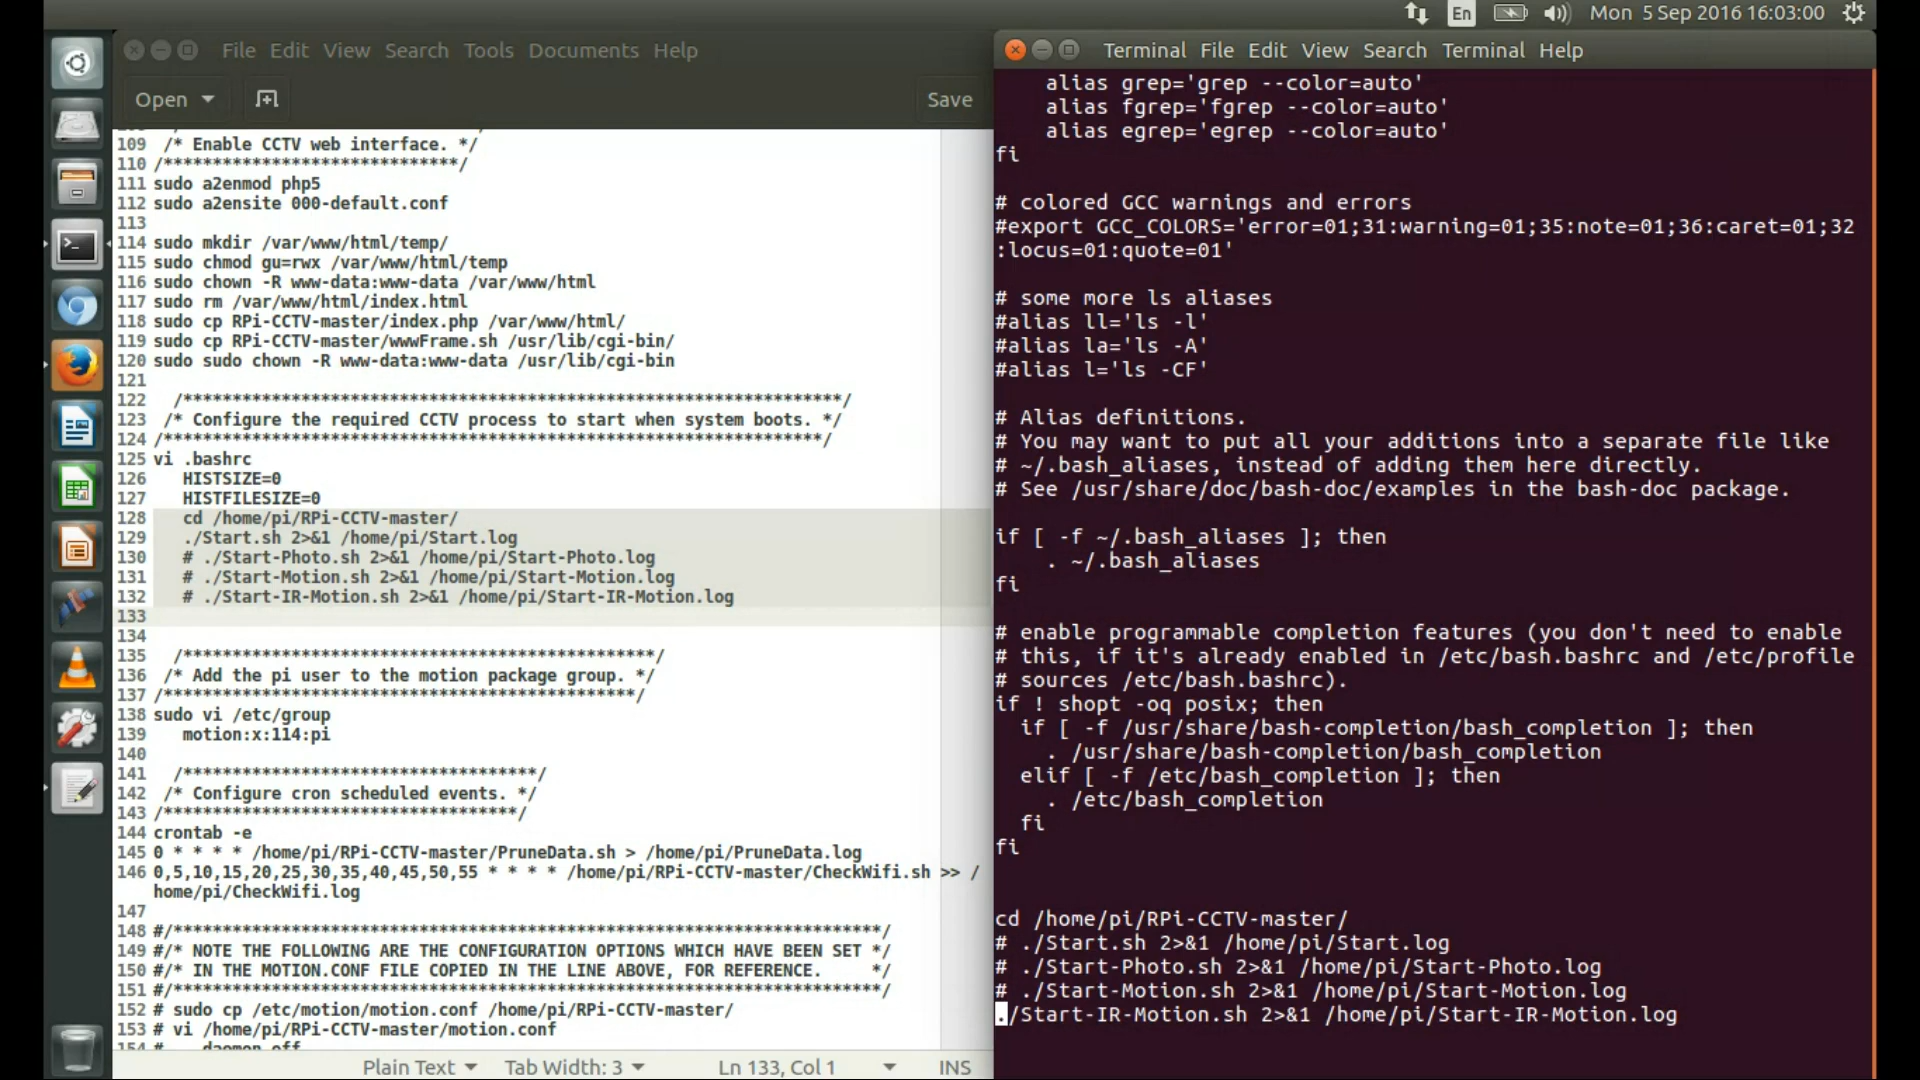 En
Mon 5 Sep 2016 16:03:00
File Edit View Search Tools Documents Help
Open
Save
109 /* Enable CCTV web interface. */
110 /******************************/
111 sudo a2enmod php5
112 sudo a2ensite 000-default.conf
113
114 sudo mkdir /var/www/html/temp/
115 sudo chmod gu=rwx /var/www/html/temp
116 sudo chown -R www-data:www-data /var/www/html
117 sudo rm /var/www/html/index.html
118 sudo cp RPi-CCTV-master/index.php /var/www/html/
119 sudo cp RPi-CCTV-master/wwwFrame.sh /usr/lib/cgi-bin/
120 sudo sudo chown -R www-data:www-data /usr/lib/cgi-bin
121
122 /*******************************************************************/
123 /* Configure the required CCTV process to start when system boots. */
124 /*******************************************************************/
125 vi .bashrc
126 HISTSIZE=0
127 HISTFILESIZE=0
128 cd /home/pi/RPi-CCTV-master/
129 ./Start.sh 2>&1 /home/pi/Start.log
130 # ./Start-Photo.sh 2>&1 /home/pi/Start-Photo.log
131 # ./Start-Motion.sh 2>&1 /home/pi/Start-Motion.log
132 # ./Start-IR-Motion.sh 2>&1 /home/pi/Start-IR-Motion.log
133
134
135 /************************************************/
136 /* Add the pi user to the motion package group. */
137 /************************************************/
138 sudo vi /etc/group
139 motion:x:114:pi
140
141 /************************************/
142 /* Configure cron scheduled events. */
143 /************************************/
144 crontab -e
145 0 * * * * /home/pi/RPi-CCTV-master/PruneData.sh > /home/pi/PruneData.log
146 0,5,10,15,20,25,30,35,40,45,50,55 * * * * /home/pi/RPi-CCTV-master/CheckWifi.sh >> /
home/pi/CheckWifi.log
147
148 #/************************************************************************/
149 #/* NOTE THE FOLLOWING ARE THE CONFIGURATION OPTIONS WHICH HAVE BEEN SET */
150 #/* IN THE MOTION.CONF FILE COPIED IN THE LINE ABOVE, FOR REFERENCE. */
151 #/************************************************************************/
152 # sudo cp /etc/motion/motion.conf /home/pi/RPi-CCTV-master/
153 # vi /home/pi/RPi-CCTV-master/motion.conf
154 # daemon off
Plain Text Tab Width: 3 Ln 133, Col 1 INS
Terminal File Edit View Search Terminal Help
alias grep='grep --color=auto'
alias fgrep='fgrep --color=auto'
alias egrep='egrep --color=auto'
fi
# colored GCC warnings and errors
#export GCC_COLORS='error=01;31:warning=01;35:note=01;36:caret=01;32
:locus=01:quote=01'
# some more ls aliases
#alias ll='ls -l'
#alias la='ls -A'
#alias l='ls -CF'
# Alias definitions.
# You may want to put all your additions into a separate file like
# ~/.bash_aliases, instead of adding them here directly.
# See /usr/share/doc/bash-doc/examples in the bash-doc package.
if [ -f ~/.bash_aliases ]; then
. ~/.bash_aliases
fi
# enable programmable completion features (you don't need to enable
# this, if it's already enabled in /etc/bash.bashrc and /etc/profile
# sources /etc/bash.bashrc).
if ! shopt -oq posix; then
if [ -f /usr/share/bash-completion/bash_completion ]; then
. /usr/share/bash-completion/bash_completion
elif [ -f /etc/bash_completion ]; then
. /etc/bash_completion
fi
fi
cd /home/pi/RPi-CCTV-master/
# ./Start.sh 2>&1 /home/pi/Start.log
# ./Start-Photo.sh 2>&1 /home/pi/Start-Photo.log
# ./Start-Motion.sh 2>&1 /home/pi/Start-Motion.log
./Start-IR-Motion.sh 2>&1 /home/pi/Start-IR-Motion.log